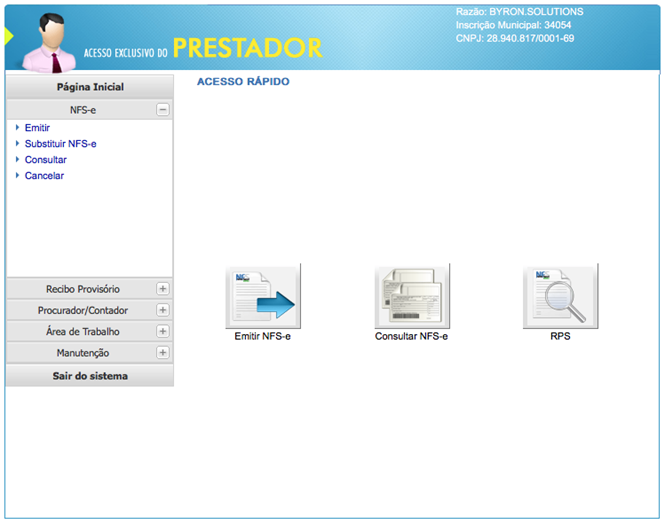 Razão: BYRON.SOLUTIONS
Inscrição Municipal: 34054
CNPJ: 28.940.817/0001-69
ACESSO EXCLUSIVO DO PRESTADOR
Página Inicial
NFS-e
Emitir
Substituir NFS-e
Consultar
Cancelar
Recibo Provisório
Procurador/Contador
Área de Trabalho
Manutenção
Sair do sistema
ACESSO RÁPIDO
Emitir NFS-e
Consultar NFS-e
RPS